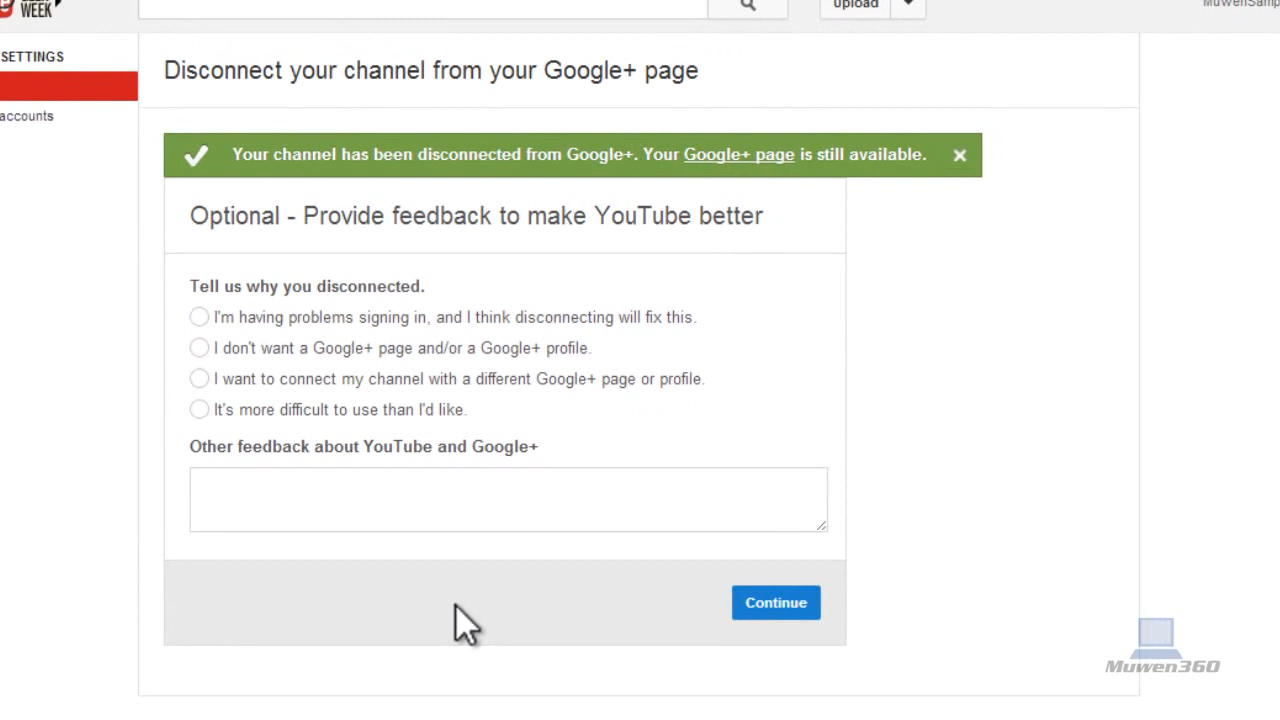 WEEK
Upload
SETTINGS
Disconnect your channel from your Google+ page
accounts
Your channel has been disconnected from Google+. Your Google+ page is still available.
Optional - Provide feedback to make YouTube better
Tell us why you disconnected.
I'm having problems signing in, and I think disconnecting will fix this.
I don't want a Google+ page and/or a Google+ profile.
I want to connect my channel with a different Google+ page or profile.
It's more difficult to use than I'd like.
Other feedback about YouTube and Google+
Continue
Muwen360